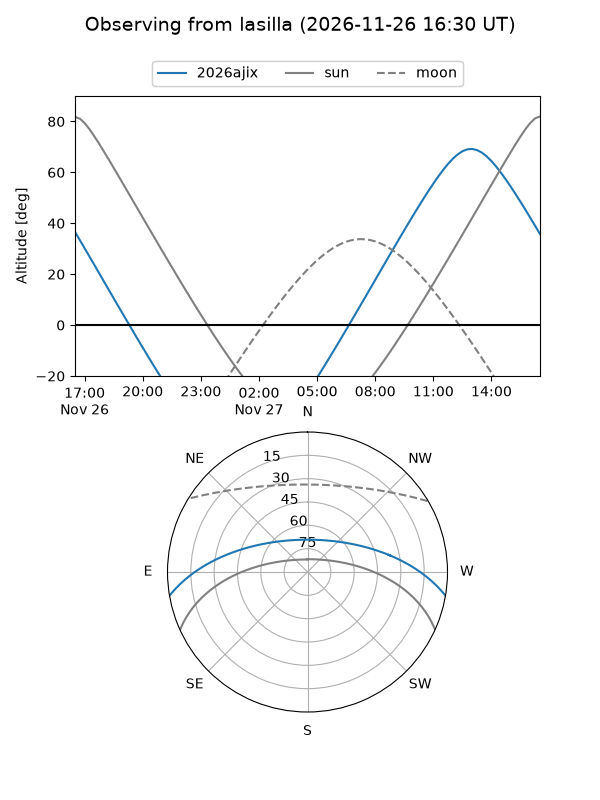 Observing from lasilla (2026-11-26 16:30 UT)
2026ajix sun moon
Altitude [deg]
80
60
40
20
0
−20
17:00 20:00 23:00 02:00 05:00 08:00 11:00 14:00
Nov 26 Nov 27
N
NE NW
15
30
45
60
75
E W
SE SW
S